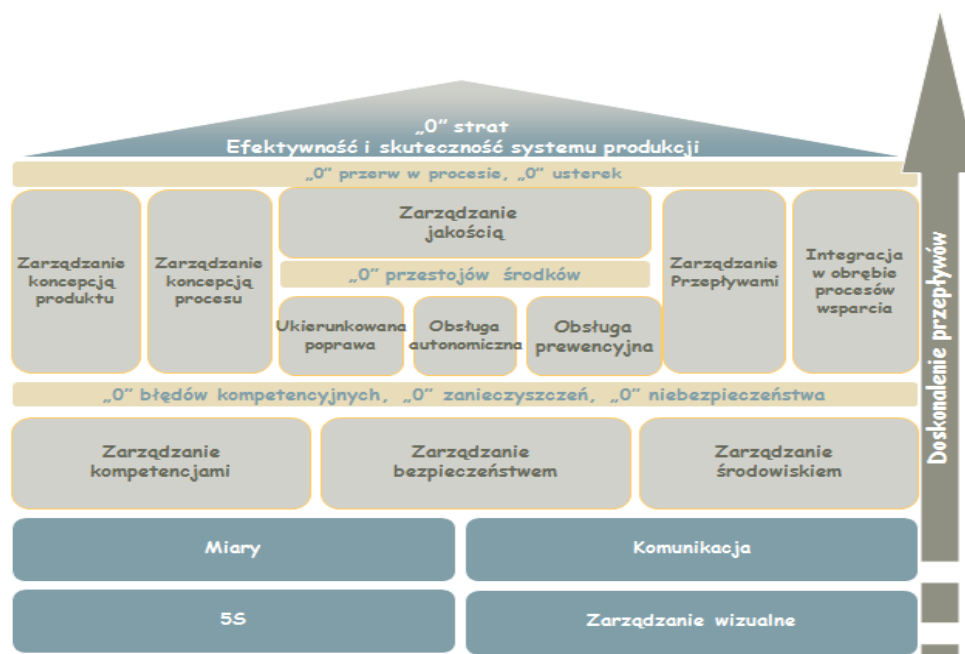 „0” strat
Efektywność i skuteczność systemu produkcji
„0” przerw w procesie, „0” usterek
Zarządzanie
koncepcją
produktu
Zarządzanie
koncepcją
procesu
Zarządzanie
jakością
„0” przestojów środków
Ukierunkowana
poprawa
Obsługa
autonomiczna
Obsługa
prewencyjna
Zarządzanie
Przepływami
Integracja
w obrębie
procesów
wsparcia
„0” błędów kompetencyjnych, „0” zanieczyszczeń, „0” niebezpieczeństwa
Zarządzanie
kompetencjami
Zarządzanie
bezpieczeństwem
Zarządzanie
środowiskiem
Miary
Komunikacja
5S
Zarządzanie wizualne
Doskonalenie przepływów